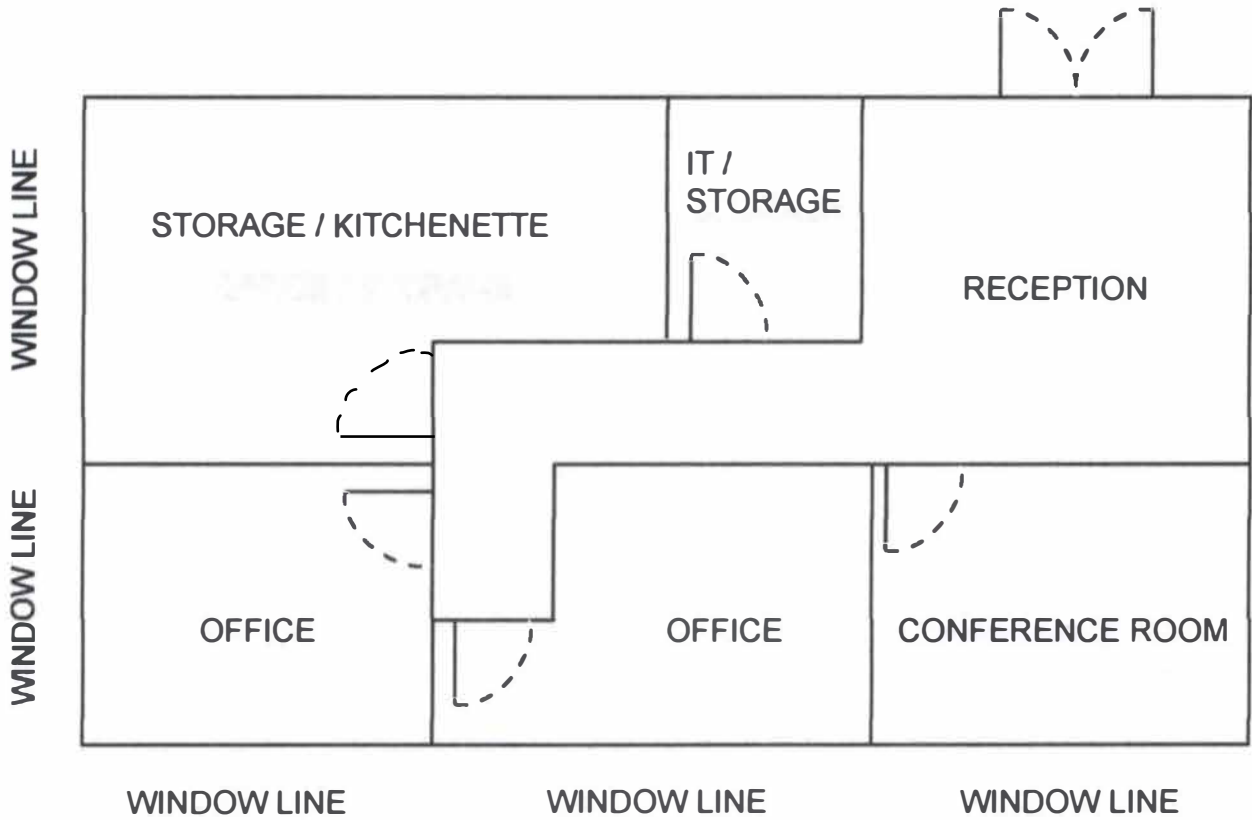 IT /
STORAGE
WINDOW LINE
STORAGE / KITCHENETTE
RECEPTION
WINDOW LINE
OFFICE
OFFICE
CONFERENCE ROOM
WINDOW LINE
WINDOW LINE
WINDOW LINE